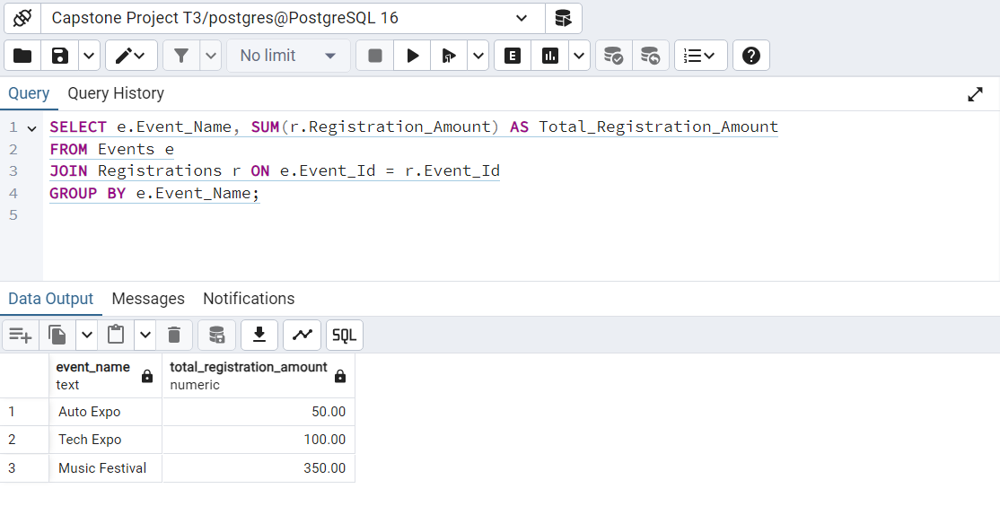 Capstone Project T3/postgres@PostgreSQL 16
No limit
E
Query Query History
1 SELECT e.Event_Name, SUM(r.Registration_Amount) AS Total_Registration_Amount
2 FROM Events e
3 JOIN Registrations r ON e.Event_Id = r.Event_Id
4 GROUP BY e.Event_Name;
5
Data Output Messages Notifications
SQL
event_name total_registration_amount
text numeric
1 Auto Expo 50.00
2 Tech Expo 100.00
3 Music Festival 350.00